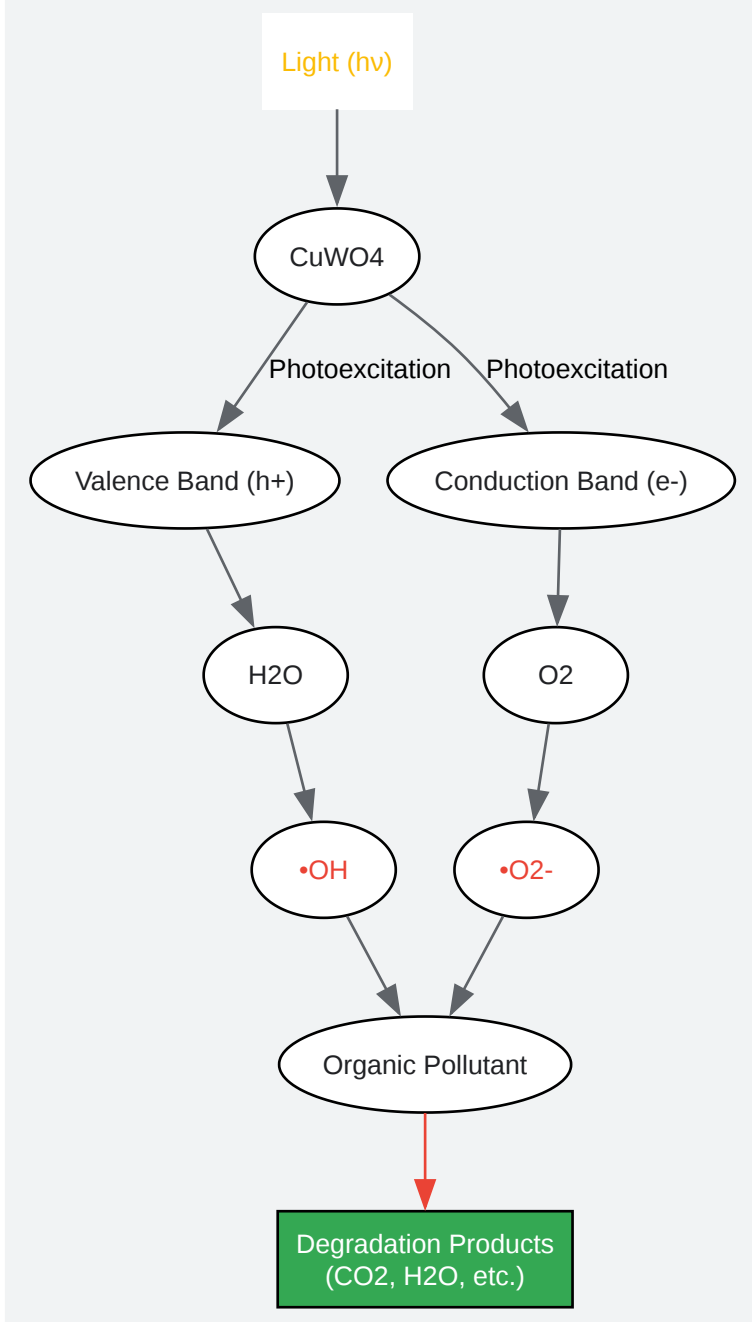 Light (hν)
CuWO4
Photoexcitation
Photoexcitation
Valence Band (h+)
Conduction Band (e-)
H2O
O2
•OH
•O2-
Organic Pollutant
Degradation Products
(CO2, H2O, etc.)